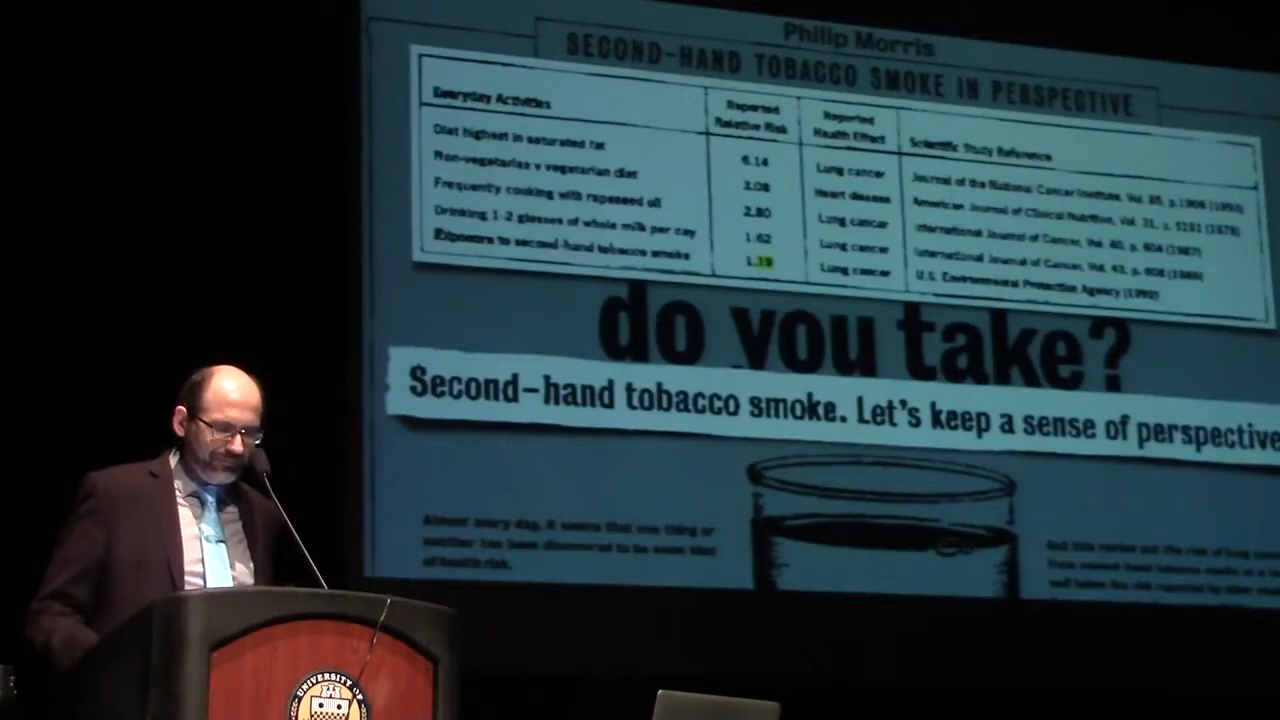 Philip Morris
SECOND-HAND TOBACCO SMOKE IN PERSPECTIVE
Everyday Activities
Reported Relative Risk
Reported Health Effect
Scientific Study Reference
Diet highest in saturated fat 6.14 Lung cancer Journal of the National Cancer Institute, Vol.
Non-vegetarian v vegetarian diet 3.08 Heart disease American Journal of Clinical Nutrition, Vol. 31, p.
Frequently cooking with rapeseed oil 2.80 Lung cancer International Journal of Cancer, Vol. 40, p. 604 (1987)
Drinking 1-2 glasses of whole milk per day 1.62 Lung cancer International Journal of Cancer, Vol. 43, p. 608 (1989)
Exposure to second-hand tobacco smoke 1.19 Lung cancer U.S. Environmental Protection Agency (1992)
do you take?
Second-hand tobacco smoke. Let's keep a sense of perspective
Almost every day, it seems that one thing or
another has been discovered to be some kind
of health risk.
UNIVERSITY OF